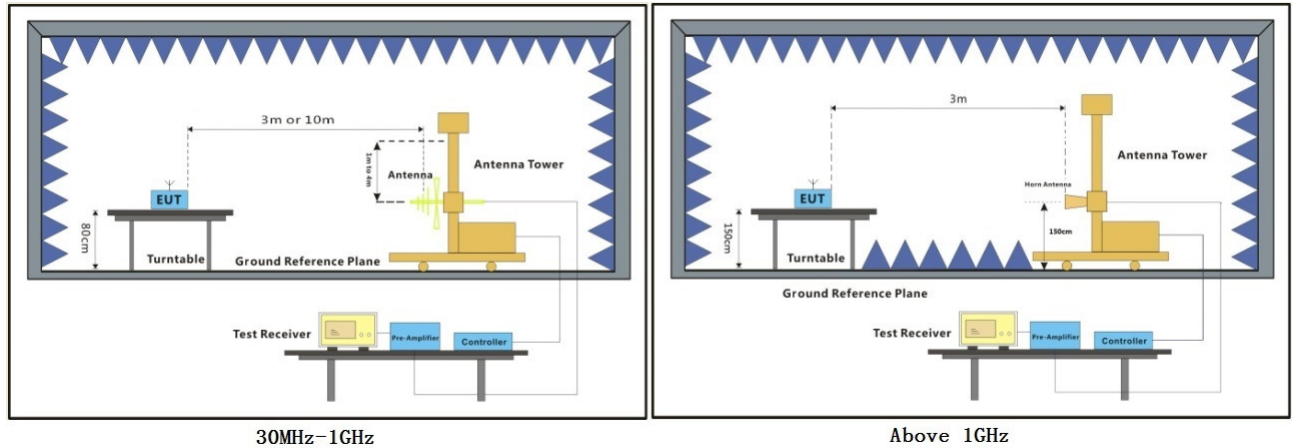 3m or 10m
1m to 4m
Antenna
Antenna Tower
EUT
80cm
Turntable
Ground Reference Plane
Test Receiver
Pre-Amplifier
Controller
30MHz-1GHz
3m
Antenna Tower
Horn Antenna
EUT
150cm
150cm
Turntable
Ground Reference Plane
Test Receiver
Pre-Amplifier
Controller
Above 1GHz